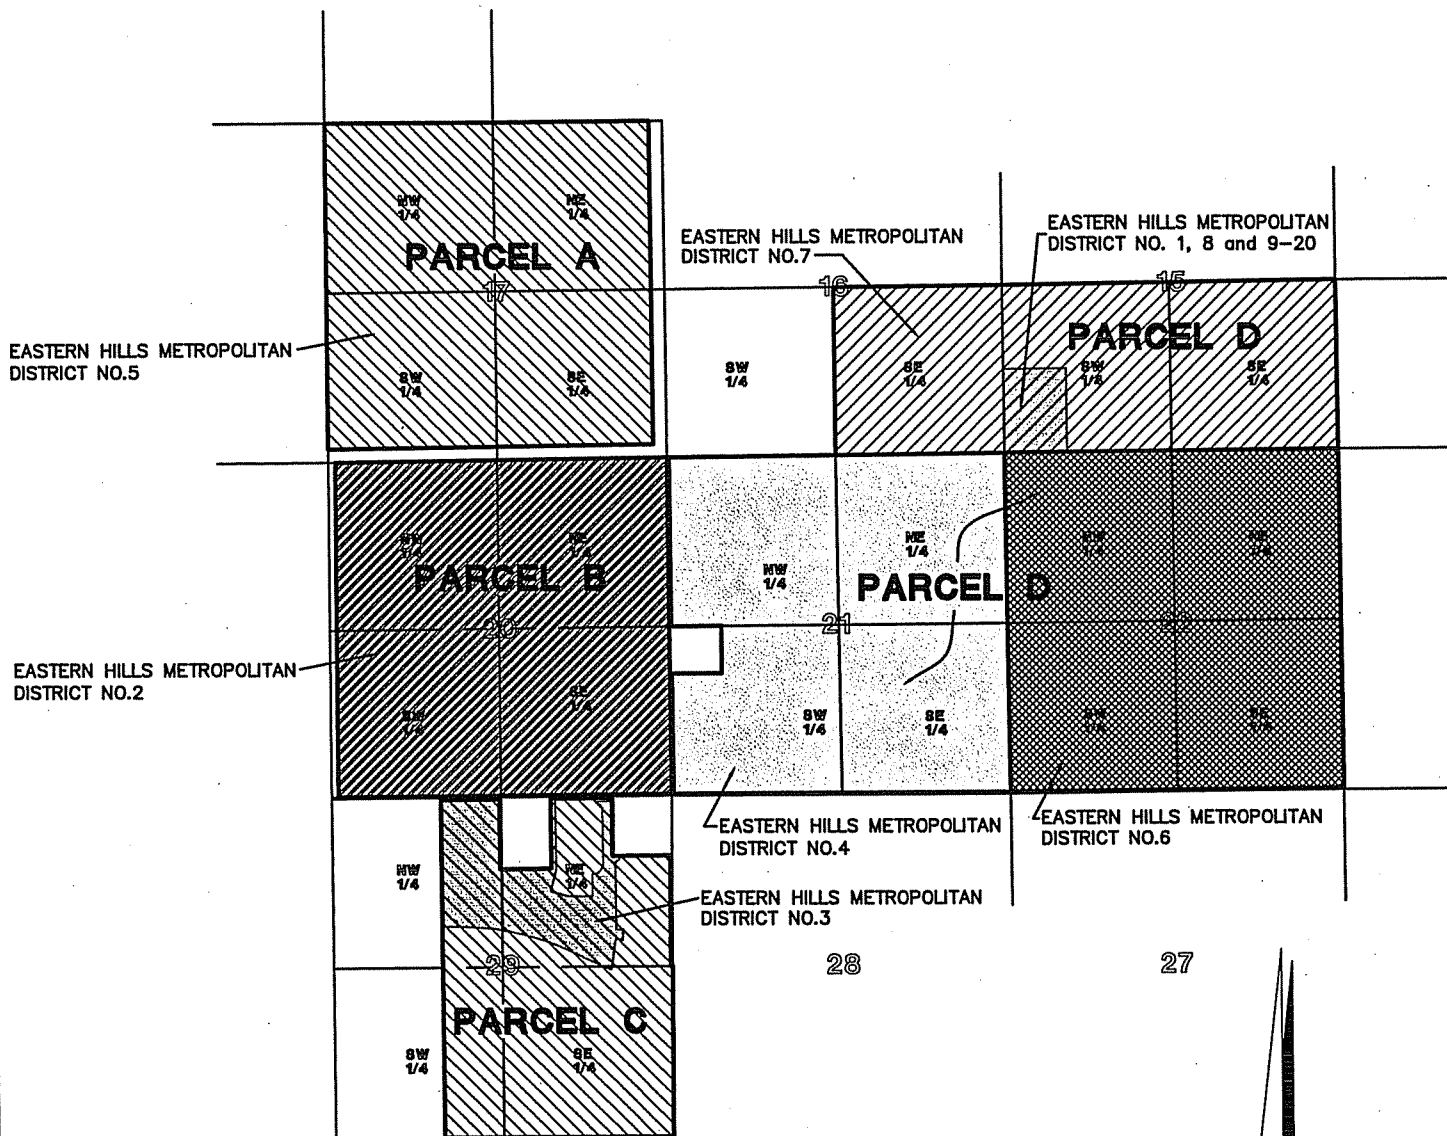 NW
1/4
NE
1/4
PARCEL A
17
SW
1/4
SE
1/4
EASTERN HILLS METROPOLITAN
DISTRICT NO.5
EASTERN HILLS METROPOLITAN
DISTRICT NO.7
EASTERN HILLS METROPOLITAN
DISTRICT NO. 1, 8 and 9-20
16
15
PARCEL D
SW
1/4
SE
1/4
SW
1/4
SE
1/4
NW
1/4
NE
1/4
PARCEL B
20
SW
1/4
SE
1/4
EASTERN HILLS METROPOLITAN
DISTRICT NO.2
NW
1/4
NE
1/4
PARCEL D
21
SW
1/4
SE
1/4
NW
1/4
NE
1/4
SW
1/4
SE
1/4
EASTERN HILLS METROPOLITAN
DISTRICT NO.4
EASTERN HILLS METROPOLITAN
DISTRICT NO.6
NW
1/4
NE
1/4
EASTERN HILLS METROPOLITAN
DISTRICT NO.3
29
28
27
PARCEL C
SW
1/4
SE
1/4